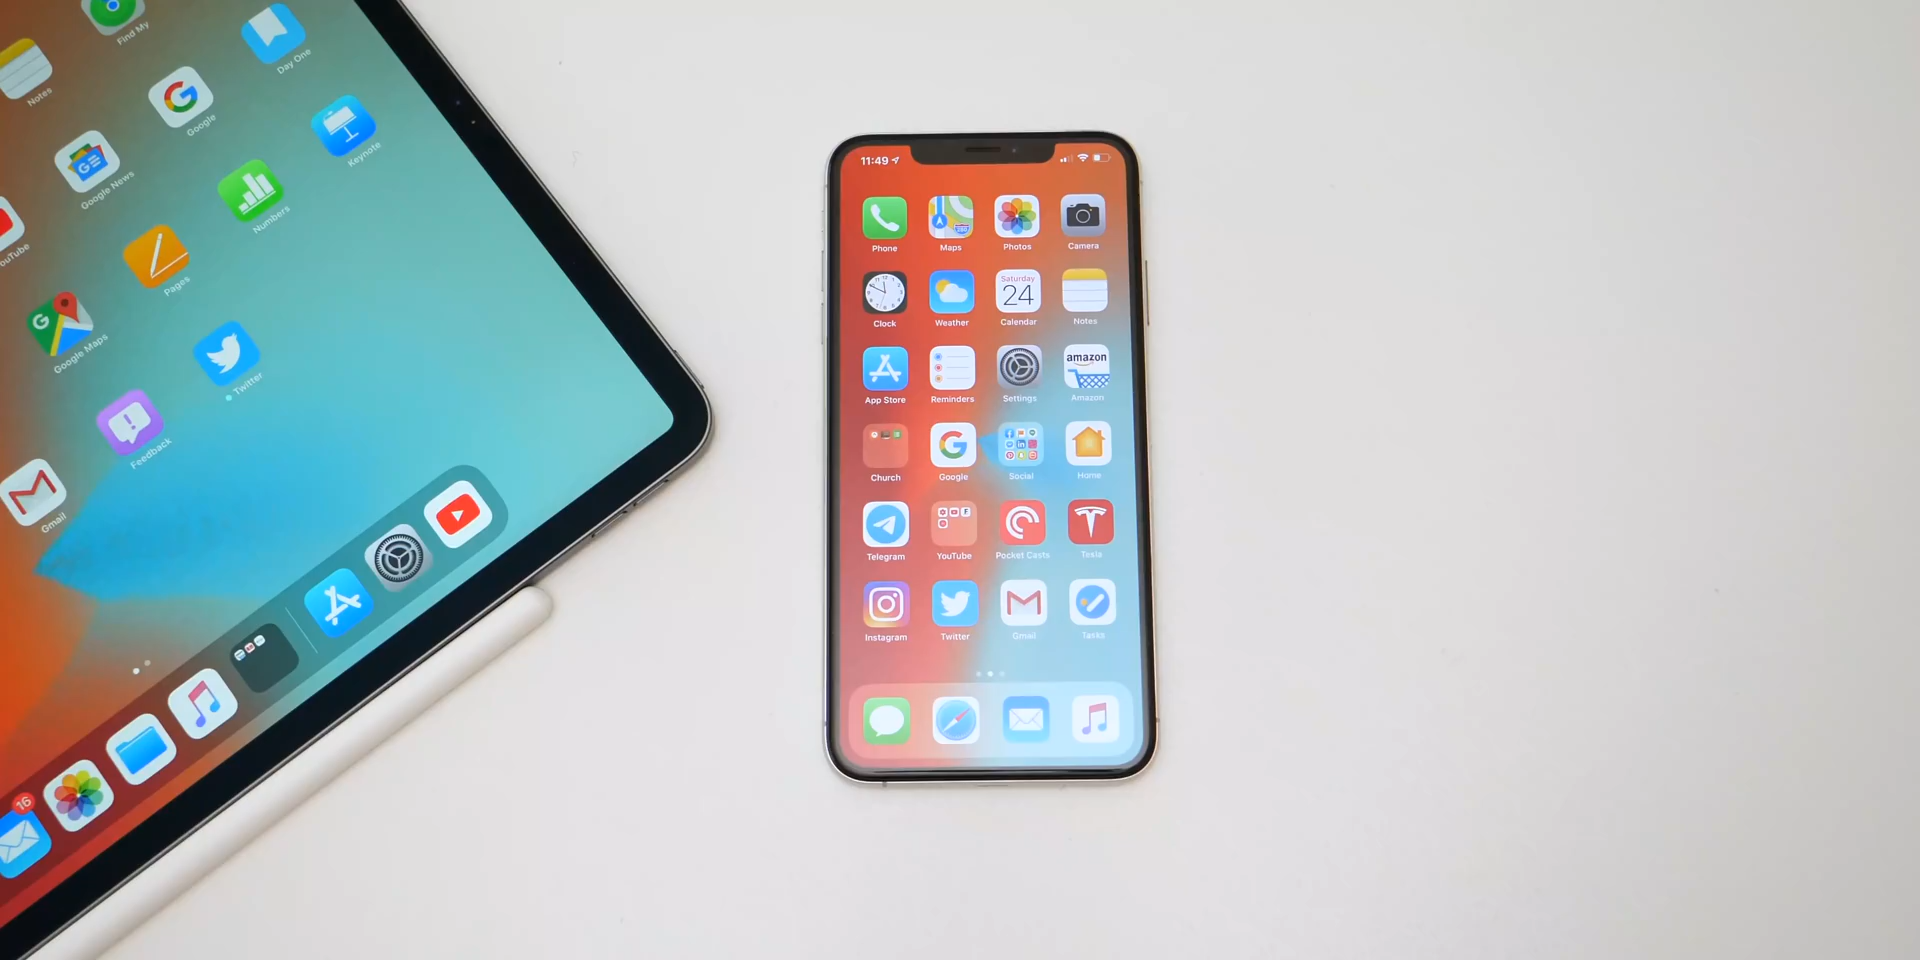 Find My
Day One
Notes
Google
Keynote
Google News
Numbers
Pages
Google Maps
Twitter
Feedback
Gmail
16
11:49
Phone
Maps
Photos
Camera
Clock
Weather
Saturday
24
Calendar
Notes
App Store
Reminders
Settings
amazon
Amazon
Church
Google
Social
Home
Telegram
YouTube
Pocket Casts
Tesla
Instagram
Twitter
Gmail
Tasks